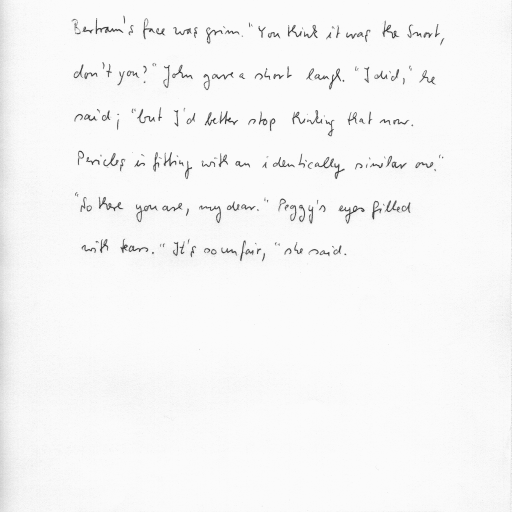 Bertram's face was grim. "You think it was the Snort,
don't you?" John gave a short laugh. "I did," he
said; "but I'd better stop thinking that now.
Pericles is fitting with an identically similar one."
"So there you are, my dear." Peggy's eyes filled
with tears. "It's so unfair," she said.